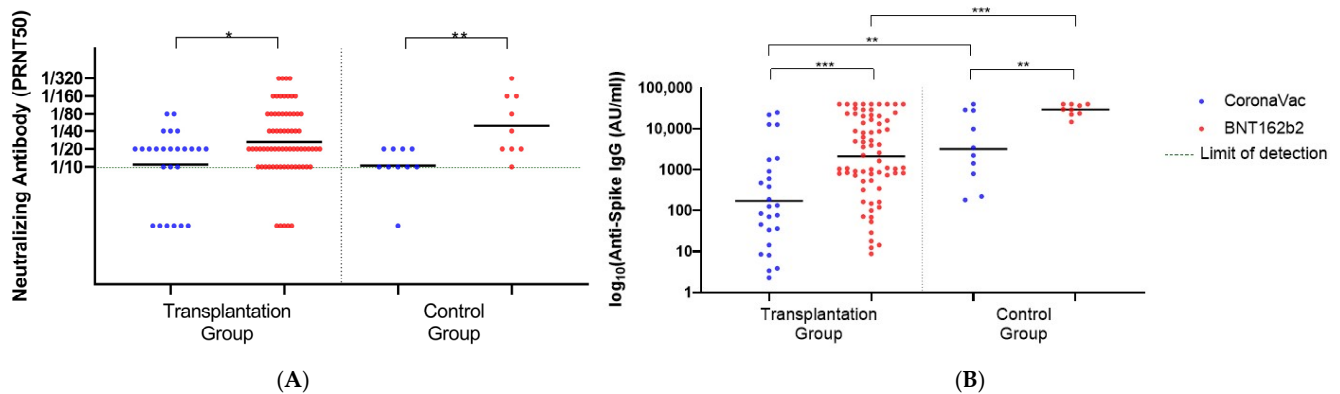 *
**
Neutralizing Antibody (PRNT50)
1/320
1/160
1/80
1/40
1/20
1/10
Transplantation
Group
Control
Group
(A)
***
**
***
**
log10(Anti-Spike IgG (AU/ml))
100,000
10,000
1000
100
10
1
Transplantation
Group
Control
Group
(B)
CoronaVac
BNT162b2
Limit of detection